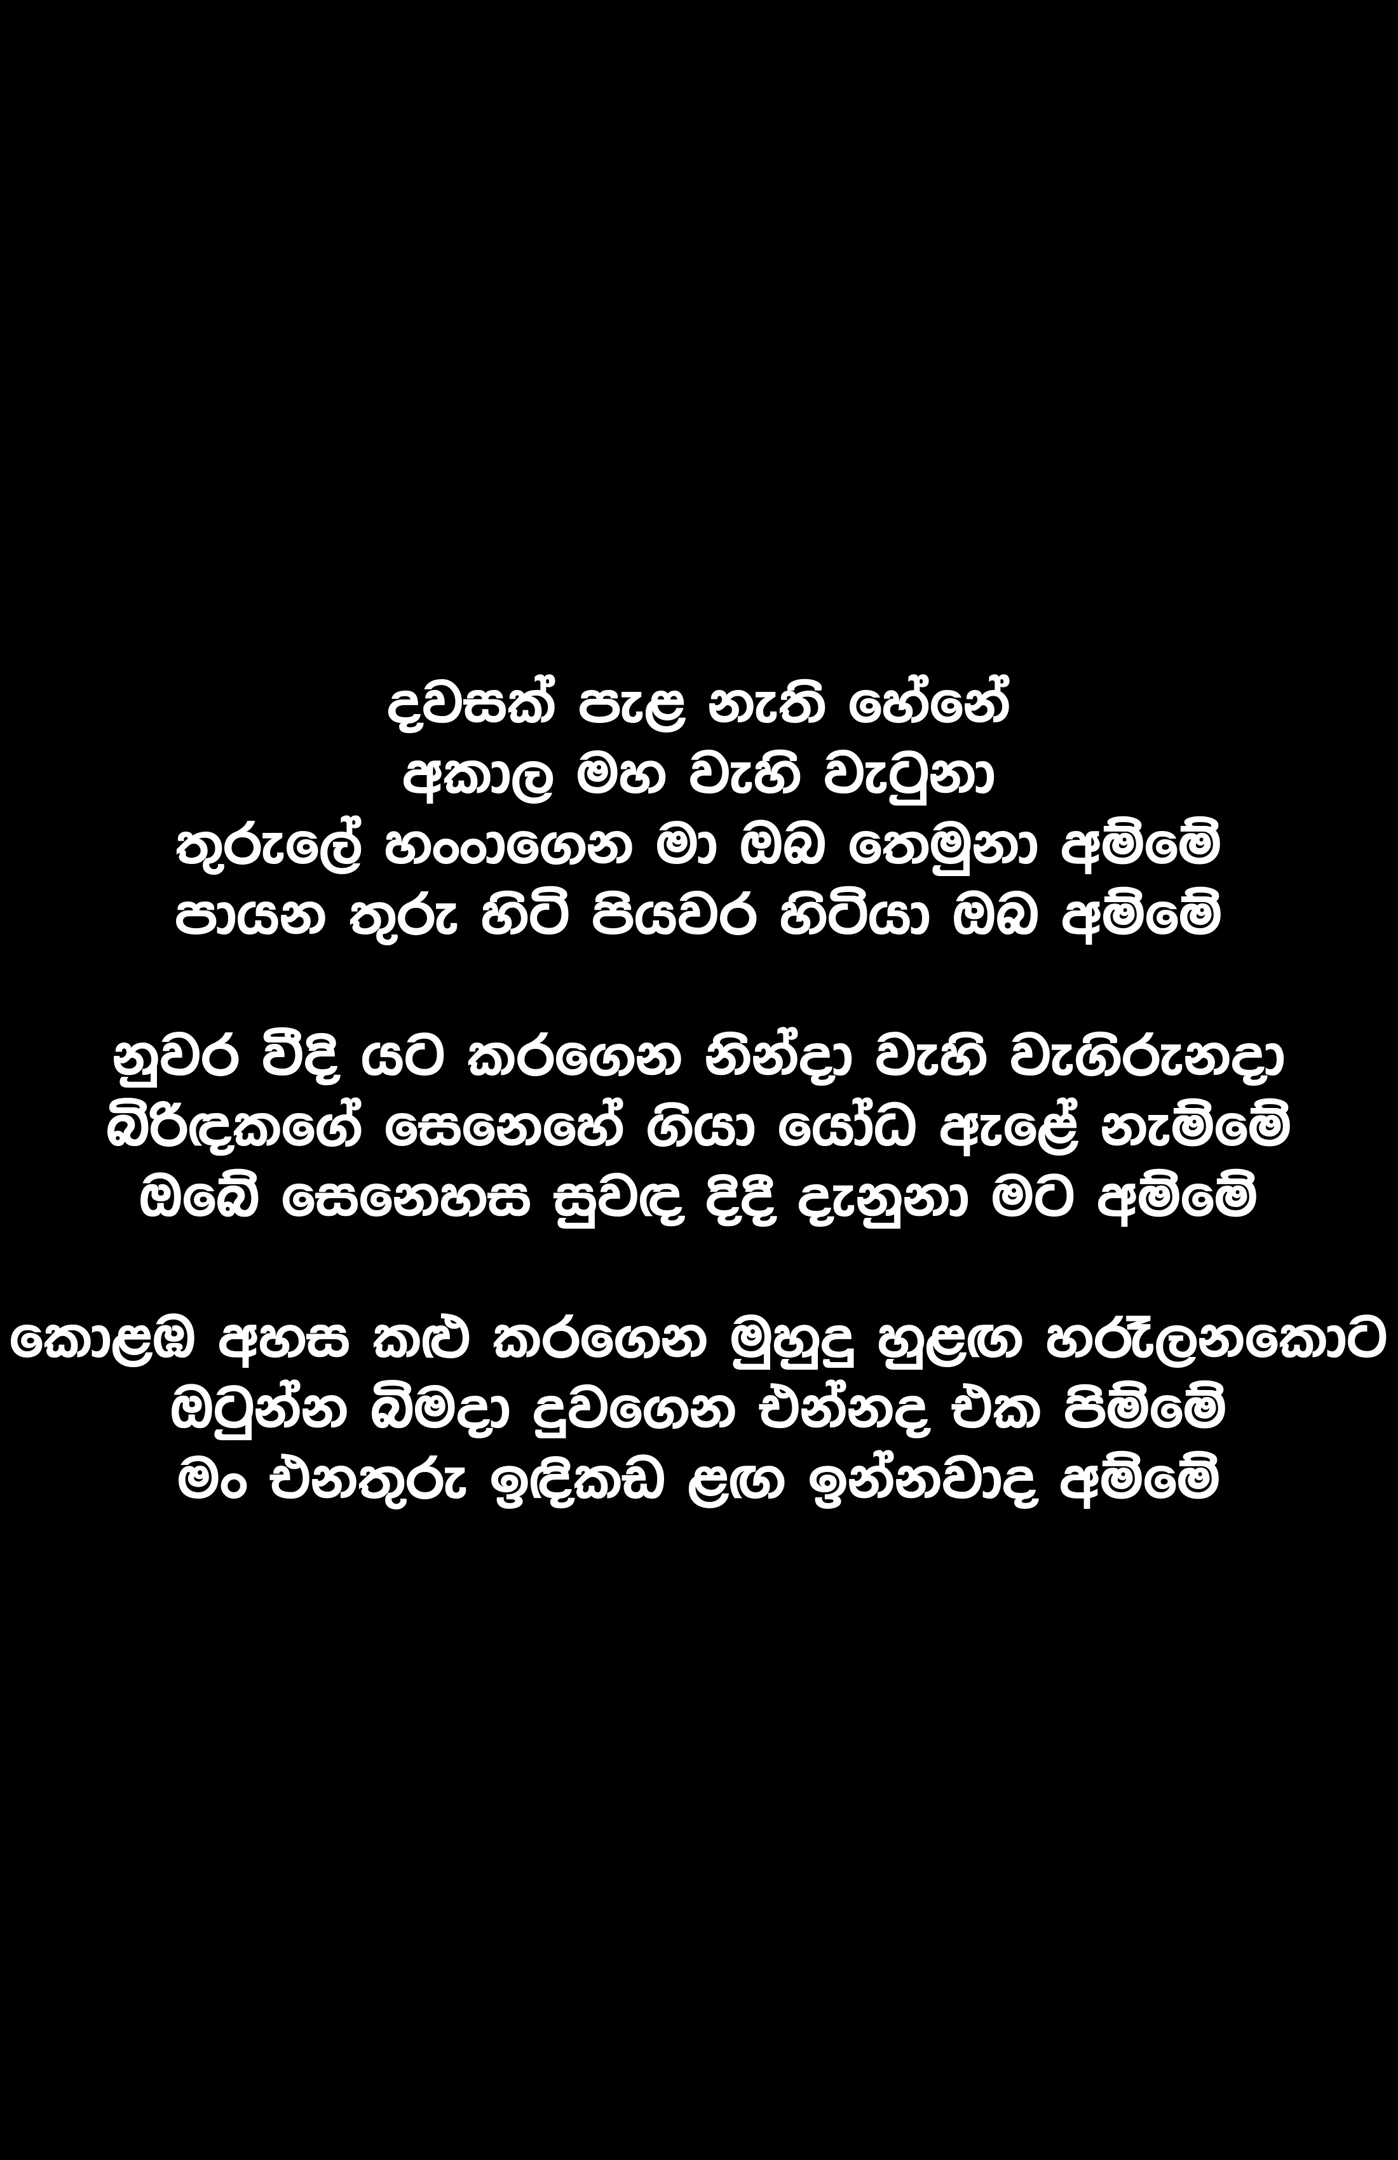 දවසක් පැළ නැති හේනේ
අකාල මහ වැහි වැටුනා
තුරුලේ හංංාගෙන මා ඔබ තෙමුනා අම්මේ
පායන තුරු හිටි පියවර හිටියා ඔබ අම්මේ
නුවර වීදි යට කරගෙන නින්දා වැහි වැගිරුනදා
බිරිඳකගේ සෙනෙහේ ගියා යෝධ ඇළේ නැම්මේ
ඔබේ සෙනෙහස සුවඳ දිදී දැනුනා මට අම්මේ
කොළඹ අහස කළු කරගෙන මුහුදු හුළඟ හරෑලනකොට
ඔටුන්න බිමදා දුවගෙන එන්නද එක පිම්මේ
මං එනතුරු ඉඳිකඩ ළඟ ඉන්නවාද අම්මේ